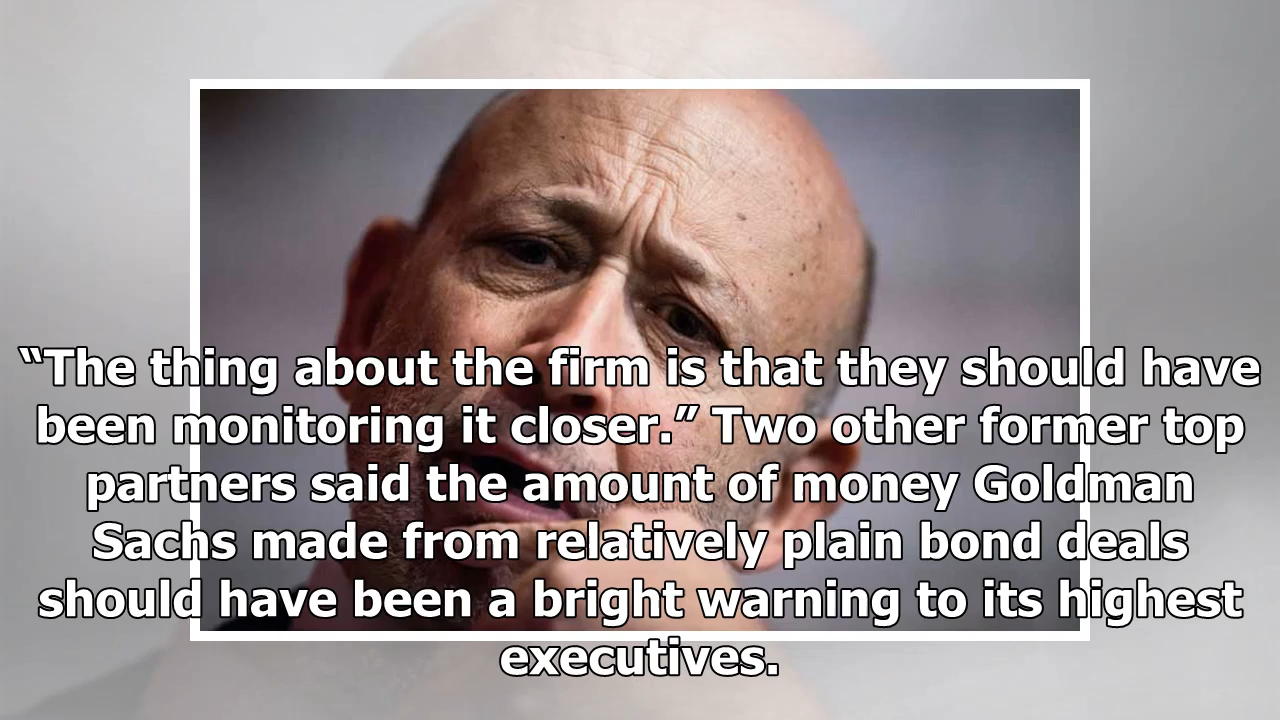 “The thing about the firm is that they should have
been monitoring it closer.” Two other former top
partners said the amount of money Goldman
Sachs made from relatively plain bond deals
should have been a bright warning to its highest
executives.